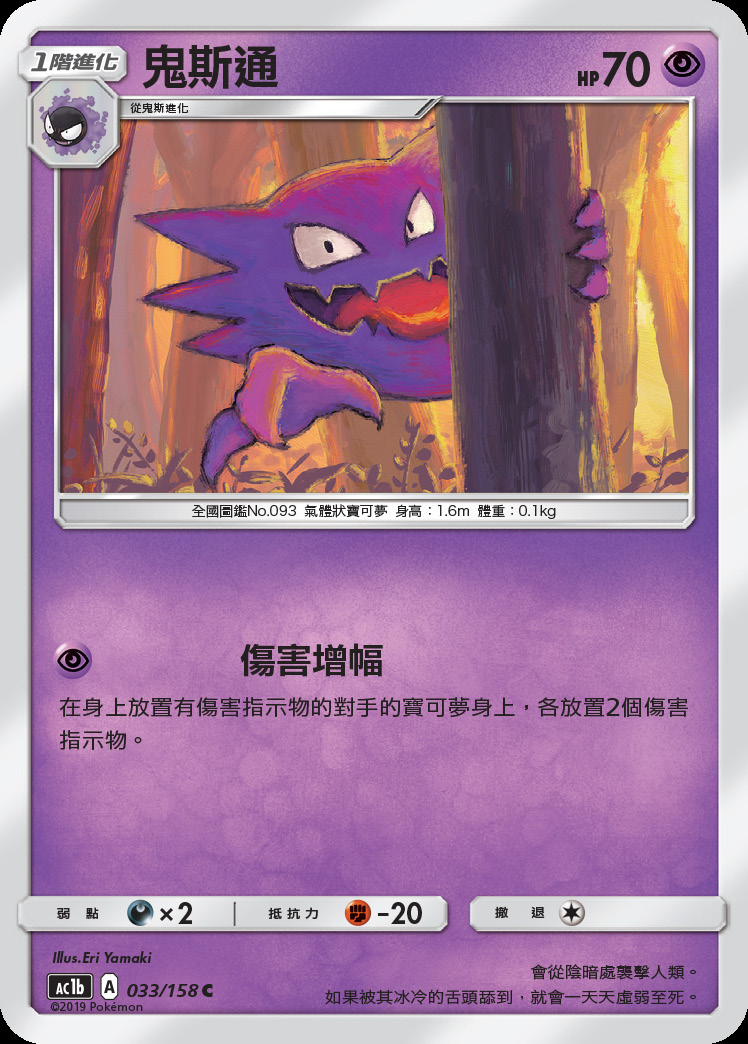 1階進化 鬼斯通 HP70
從鬼斯進化
全國圖鑑No.093 氣體狀寶可夢 身高：1.6m 體重：0.1kg
傷害增幅
在身上放置有傷害指示物的對手的寶可夢身上，各放置2個傷害
指示物。
弱點 ×2 抵抗力 -20 撤退
Illus.Eri Yamaki
會從陰暗處襲擊人類。
AC1b A 033/158 C
如果被其冰冷的舌頭舔到，就會一天天虛弱至死。
©2019 Pokémon